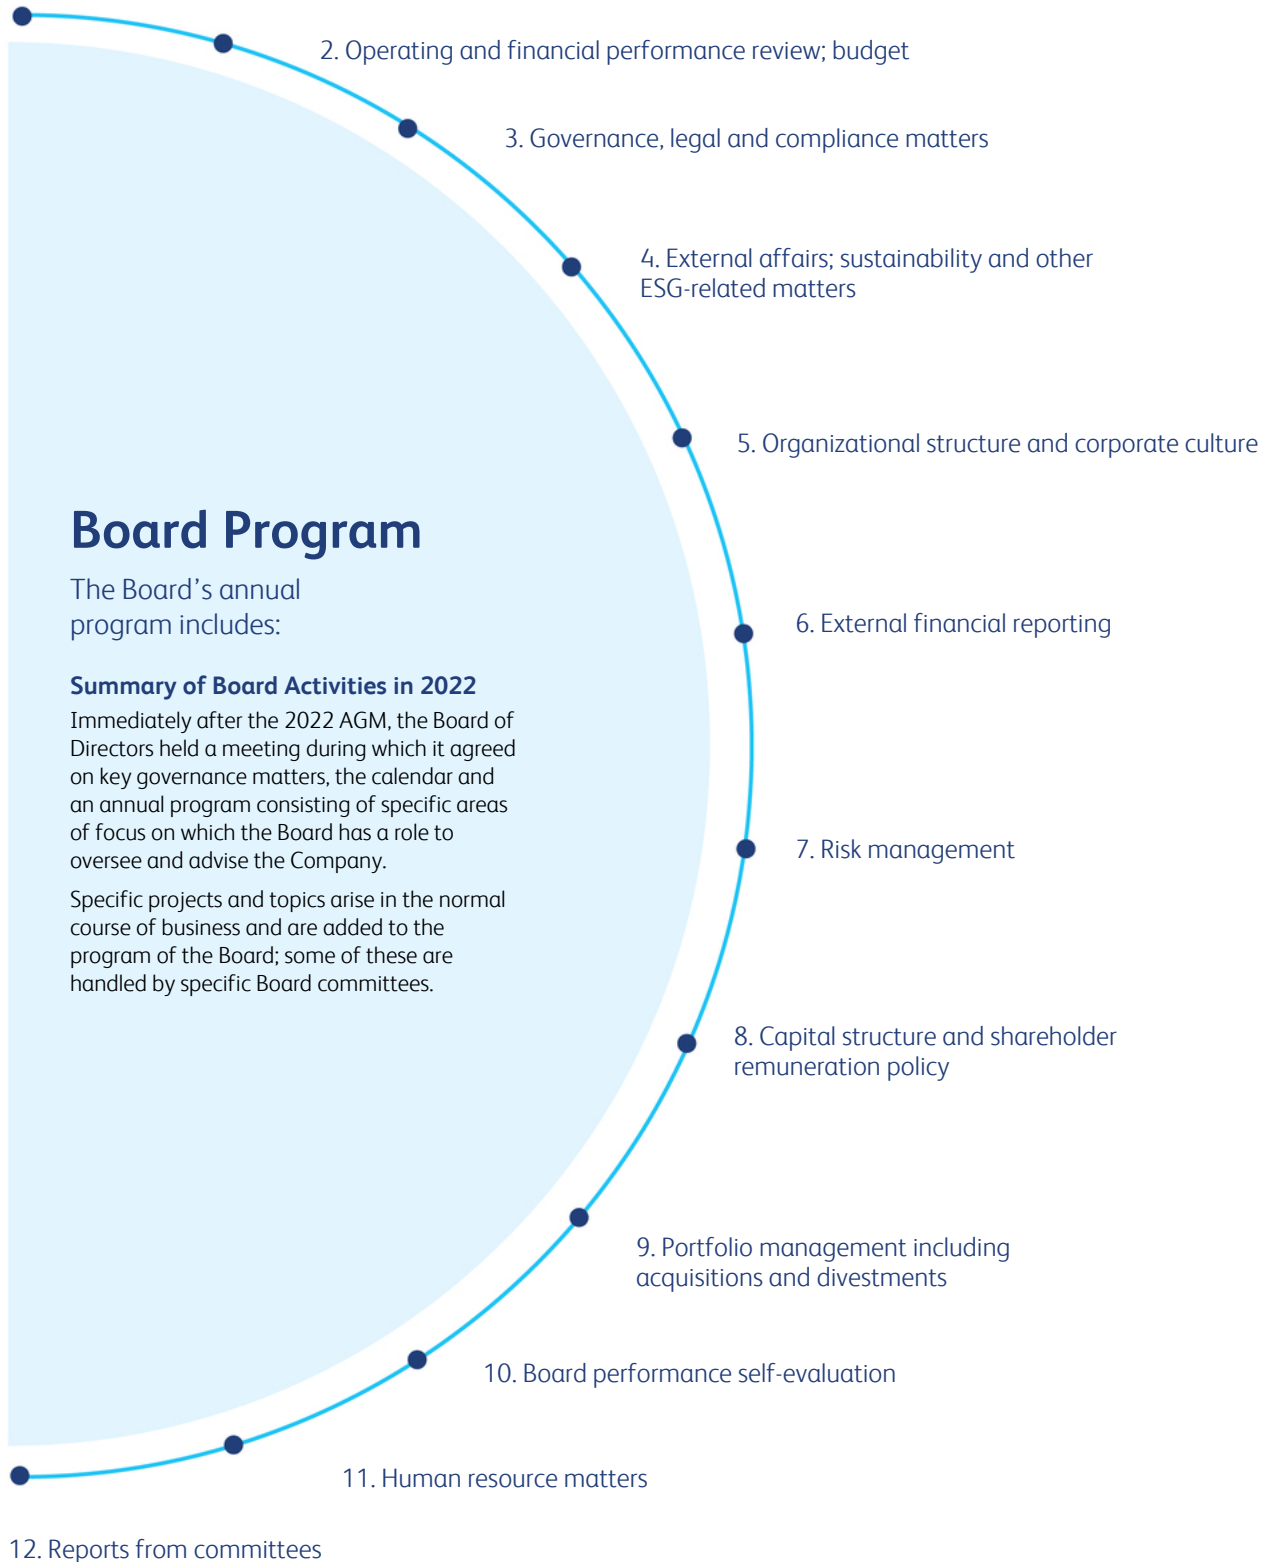 2. Operating and financial performance review; budget
3. Governance, legal and compliance matters
4. External affairs; sustainability and other
ESG-related matters
5. Organizational structure and corporate culture
Board Program
The Board’s annual
program includes:
Summary of Board Activities in 2022
Immediately after the 2022 AGM, the Board of
Directors held a meeting during which it agreed
on key governance matters, the calendar and
an annual program consisting of specific areas
of focus on which the Board has a role to
oversee and advise the Company.
Specific projects and topics arise in the normal
course of business and are added to the
program of the Board; some of these are
handled by specific Board committees.
6. External financial reporting
7. Risk management
8. Capital structure and shareholder
remuneration policy
9. Portfolio management including
acquisitions and divestments
10. Board performance self-evaluation
11. Human resource matters
12. Reports from committees